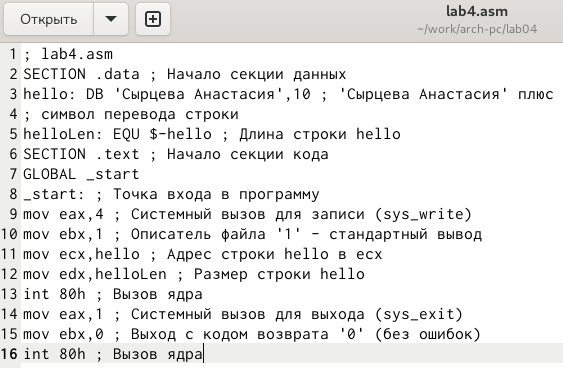 Открыть
lab4.asm
~/work/arch-pc/lab04
1 ; lab4.asm
2 SECTION .data ; Начало секции данных
3 hello: DB 'Сырцева Анастасия',10 ; 'Сырцева Анастасия' плюс
4 ; символ перевода строки
5 helloLen: EQU $-hello ; Длина строки hello
6 SECTION .text ; Начало секции кода
7 GLOBAL _start
8 _start: ; Точка входа в программу
9 mov eax,4 ; Системный вызов для записи (sys_write)
10 mov ebx,1 ; Описатель файла '1' - стандартный вывод
11 mov ecx,hello ; Адрес строки hello в ecx
12 mov edx,helloLen ; Размер строки hello
13 int 80h ; Вызов ядра
14 mov eax,1 ; Системный вызов для выхода (sys_exit)
15 mov ebx,0 ; Выход с кодом возврата '0' (без ошибок)
16 int 80h ; Вызов ядра